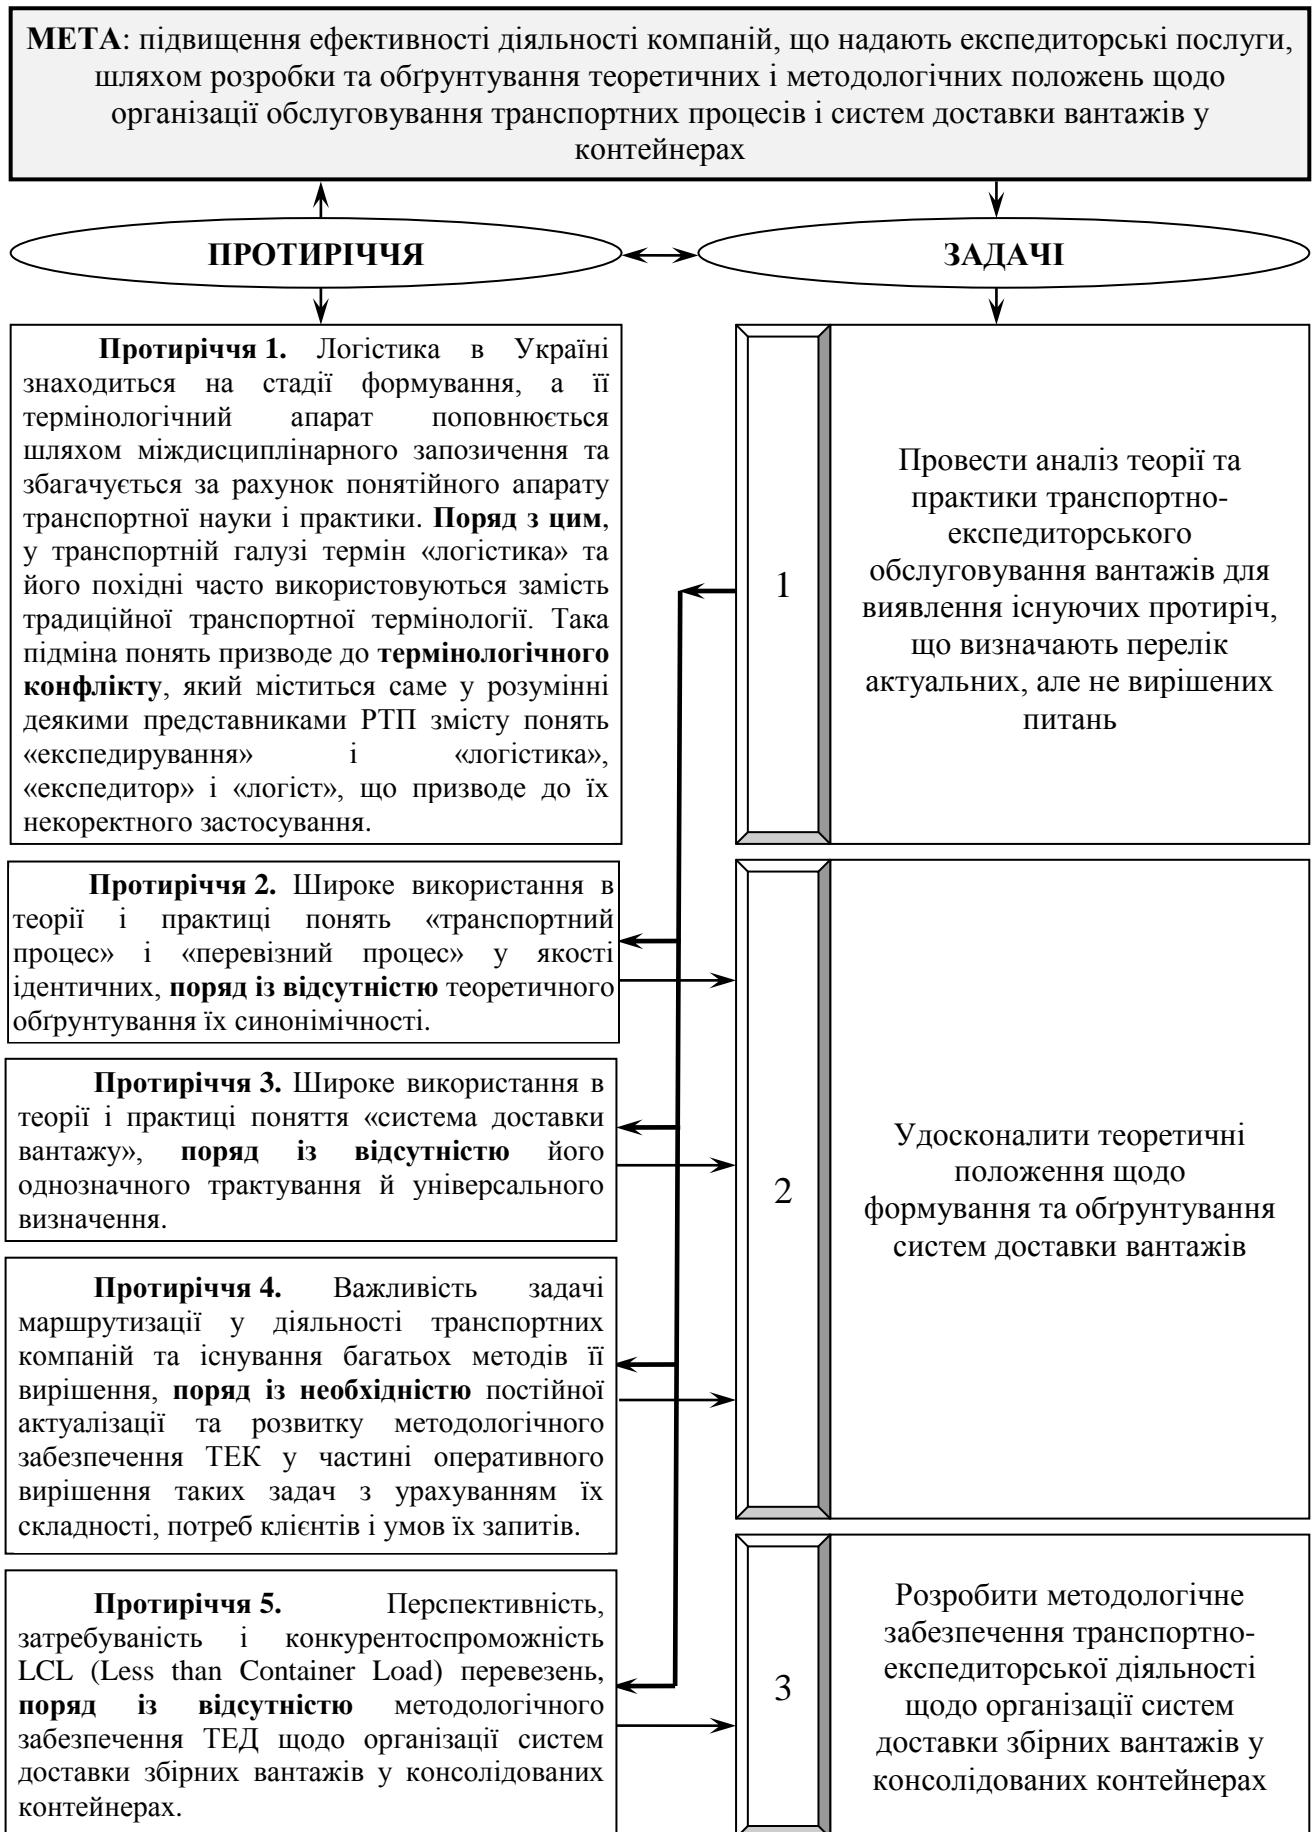 МЕТА: підвищення ефективності діяльності компаній, що надають експедиторські послуги,
шляхом розробки та обґрунтування теоретичних і методологічних положень щодо
організації обслуговування транспортних процесів і систем доставки вантажів у
контейнерах
ПРОТИРІЧЧЯ
ЗАДАЧІ
Протиріччя 1. Логістика в Україні
знаходиться на стадії формування, а її
термінологічний апарат поповнюється
шляхом міждисциплінарного запозичення та
збагачується за рахунок понятійного апарату
транспортної науки і практики. Поряд з цим,
у транспортній галузі термін «логістика» та
його похідні часто використовуються замість
традиційної транспортної термінології. Така
підміна понять призводе до термінологічного
конфлікту, який міститься саме у розумінні
деякими представниками РТП змісту понять
«експедирування» і «логістика»,
«експедитор» і «логіст», що призводе до їх
некоректного застосування.
1
Провести аналіз теорії та
практики транспортно-
експедиторського
обслуговування вантажів для
виявлення існуючих протиріч,
що визначають перелік
актуальних, але не вирішених
питань
Протиріччя 2. Широке використання в
теорії і практиці понять «транспортний
процес» і «перевізний процес» у якості
ідентичних, поряд із відсутністю теоретичного
обґрунтування їх синонімічності.
Протиріччя 3. Широке використання в
теорії і практиці поняття «система доставки
вантажу», поряд із відсутністю його
однозначного трактування й універсального
визначення.
Протиріччя 4. Важливість задачі
маршрутизації у діяльності транспортних
компаній та існування багатьох методів її
вирішення, поряд із необхідністю постійної
актуалізації та розвитку методологічного
забезпечення ТЕК у частині оперативного
вирішення таких задач з урахуванням їх
складності, потреб клієнтів і умов їх запитів.
2
Удосконалити теоретичні
положення щодо
формування та обґрунтування
систем доставки вантажів
Протиріччя 5. Перспективність,
затребуваність і конкурентоспроможність
LCL (Less than Container Load) перевезень,
поряд із відсутністю методологічного
забезпечення ТЕД щодо організації систем
доставки збірних вантажів у консолідованих
контейнерах.
3
Розробити методологічне
забезпечення транспортно-
експедиторської діяльності
щодо організації систем
доставки збірних вантажів у
консолідованих контейнерах